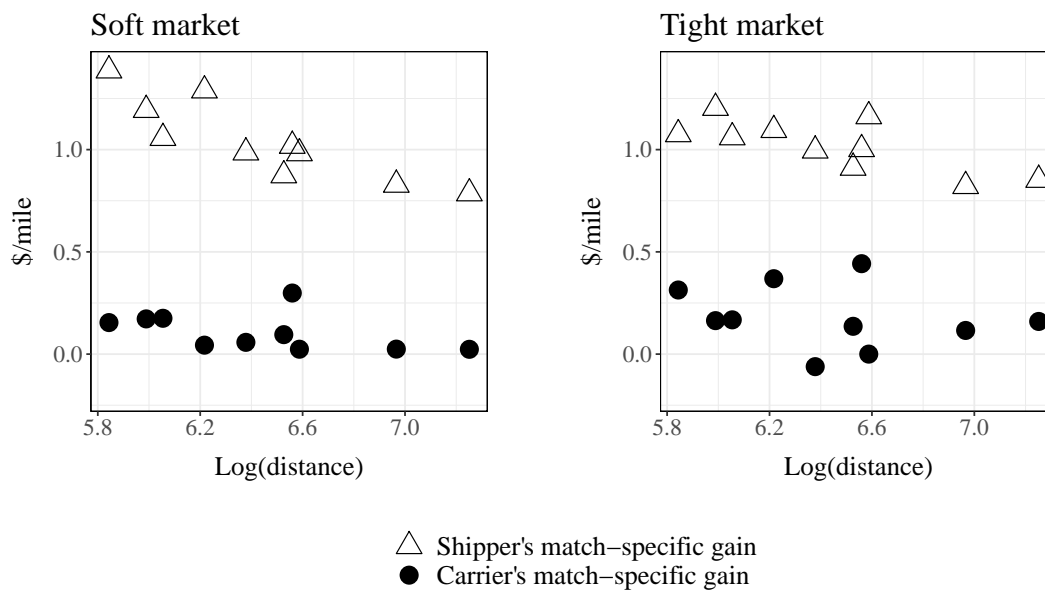 Soft market
Tight market
$/mile
1.0
0.5
0.0
5.8 6.2 6.6 7.0
Log(distance)
$/mile
1.0
0.5
0.0
5.8 6.2 6.6 7.0
Log(distance)
Shipper's match−specific gain
Carrier's match−specific gain